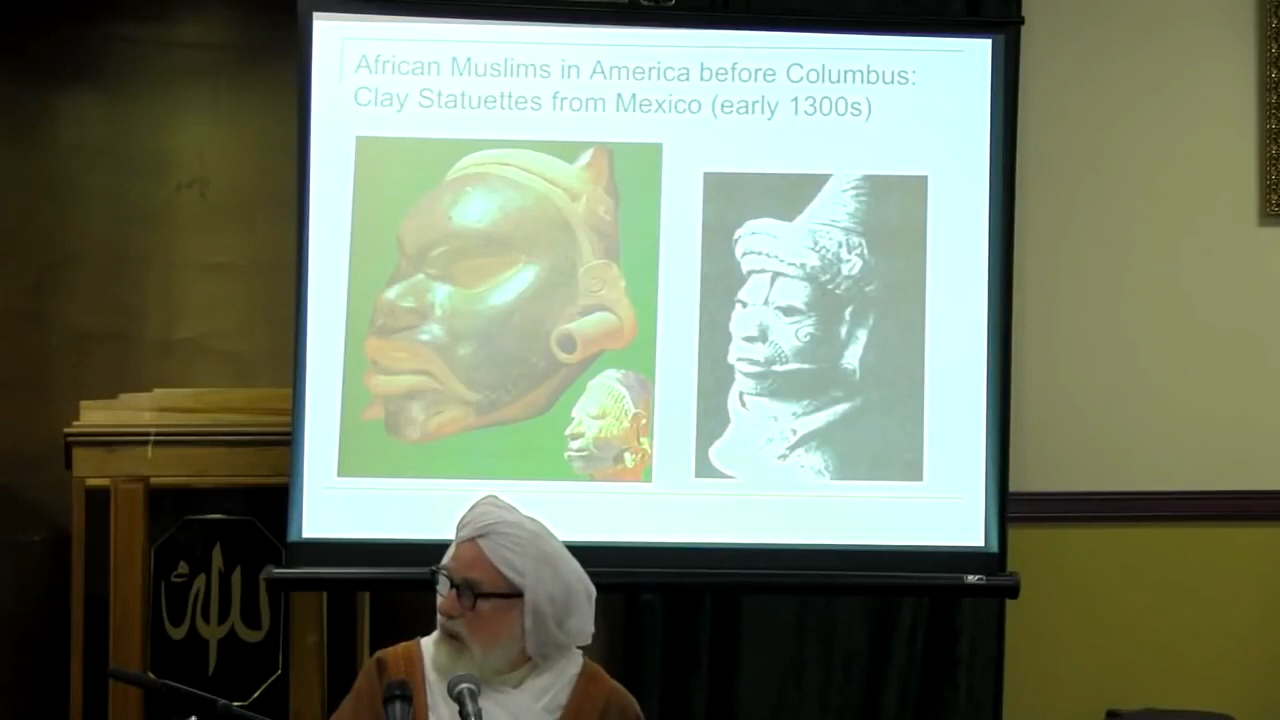 African Muslims in America before Columbus:
Clay Statuettes from Mexico (early 1300s)
الله